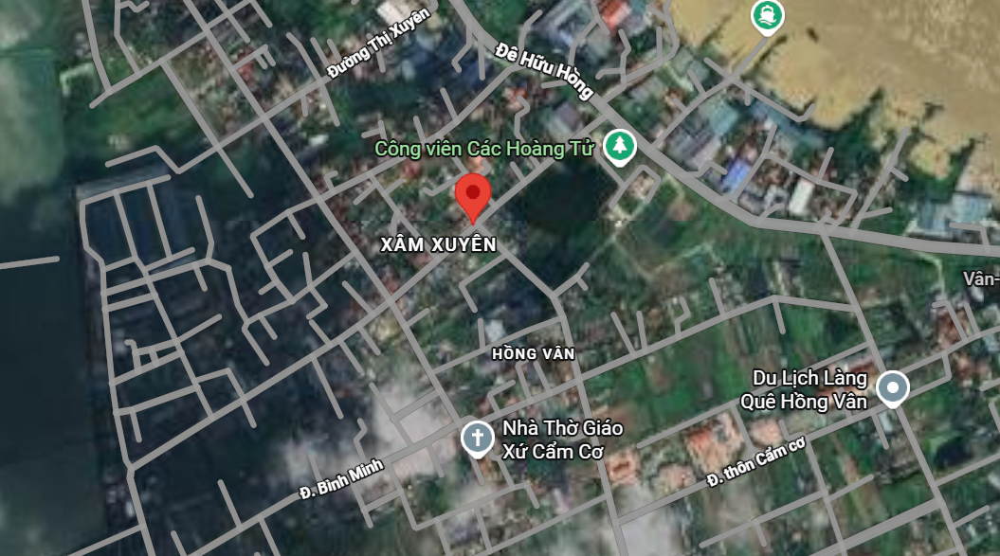 Đường Thị Xuyên
Đê Hữu Hồng
Công viên Các Hoàng Tử
XÂM XUYÊN
Vân-
HỒNG VÂN
Du Lịch Làng
Quê Hồng Vân
Nhà Thờ Giáo
Xứ Cẩm Cơ
Đ. thôn Cẩm cơ
Đ. Bình Minh